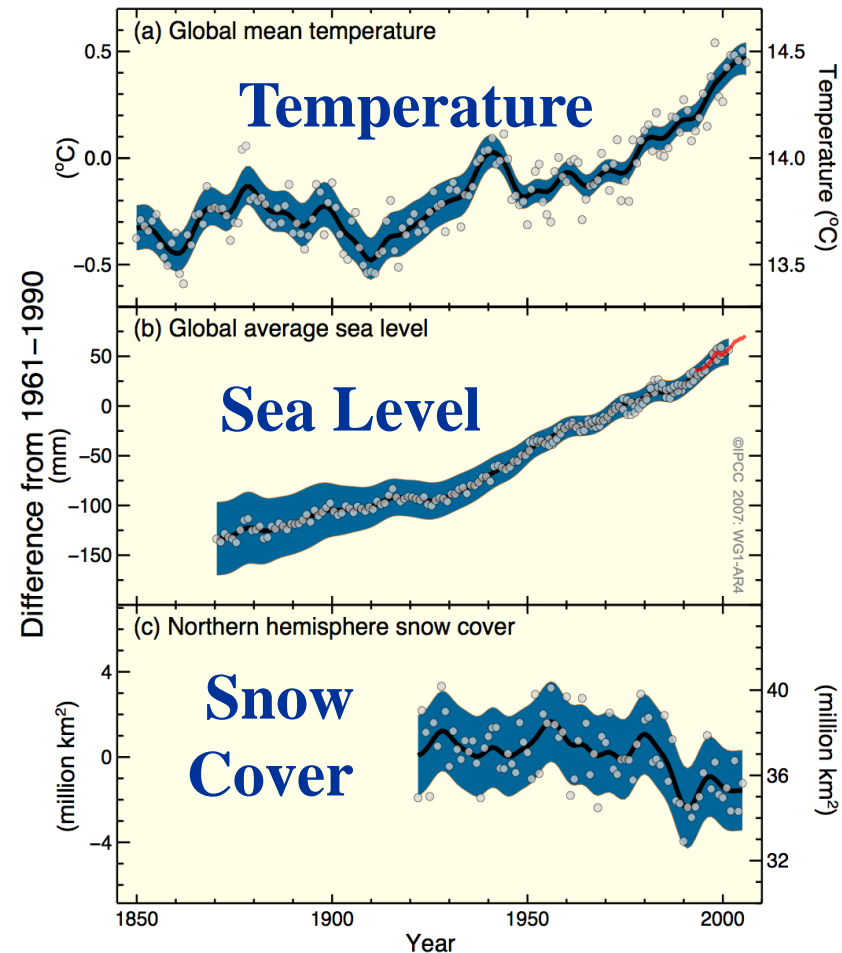 (a) Global mean temperature
Temperature
0.5
0.0
−0.5
(ºC)
14.5
14.0
13.5
Temperature (ºC)
Difference from 1961–1990
(b) Global average sea level
Sea Level
50
0
−50
−100
−150
(mm)
©IPCC 2007: WG1-AR4
(c) Northern hemisphere snow cover
Snow
Cover
4
0
−4
(million km²)
40
36
32
(million km²)
1850
1900
1950
2000
Year